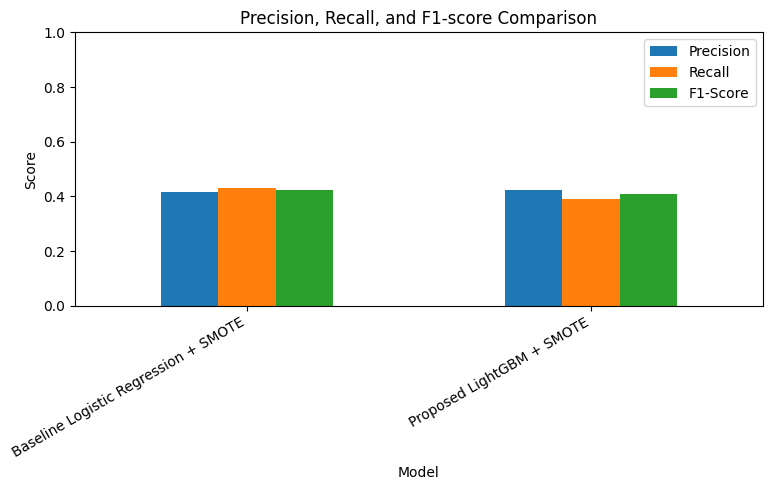 Precision, Recall, and F1-score Comparison
Precision
Recall
F1-Score
Score
1.0
0.8
0.6
0.4
0.2
0.0
Baseline Logistic Regression + SMOTE
Proposed LightGBM + SMOTE
Model